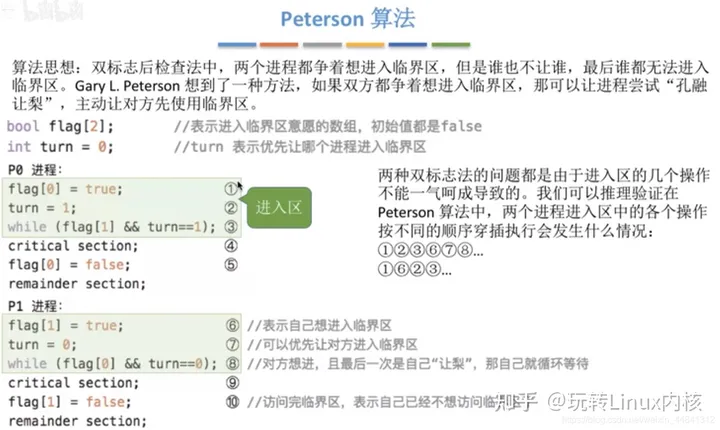 Peterson 算法
算法思想：双标志后检查法中，两个进程都争着想进入临界区，但是谁也不让谁，最后谁都无法进入
临界区。Gary L. Peterson 想到了一种方法，如果双方都争着想进入临界区，那可以让进程尝试“孔融
让梨”，主动让对方先使用临界区。
bool flag[2]; //表示进入临界区意愿的数组，初始值都是false
int turn = 0; //turn 表示优先让哪个进程进入临界区
P0 进程:
flag[0] = true; ①
turn = 1; ②
while (flag[1] && turn==1); ③
进入区
critical section; ④
flag[0] = false; ⑤
remainder section;
两种双标志法的问题都是由于进入区的几个操作
不能一气呵成导致的。我们可以推理验证在
Peterson 算法中，两个进程进入区中的各个操作
按不同的顺序穿插执行会发生什么情况：
①②③⑥⑦⑧...
①⑥②③...
P1 进程:
flag[1] = true; ⑥ //表示自己想进入临界区
turn = 0; ⑦ //可以优先让对方进入临界区
while (flag[0] && turn==0); ⑧ //对方想进，且最后一次是自己“让梨”，那自己就循环等待
critical section; ⑨
flag[1] = false; ⑩ //访问完临界区，表示自己已经不想访问临
remainder section;
知乎 @玩转Linux内核